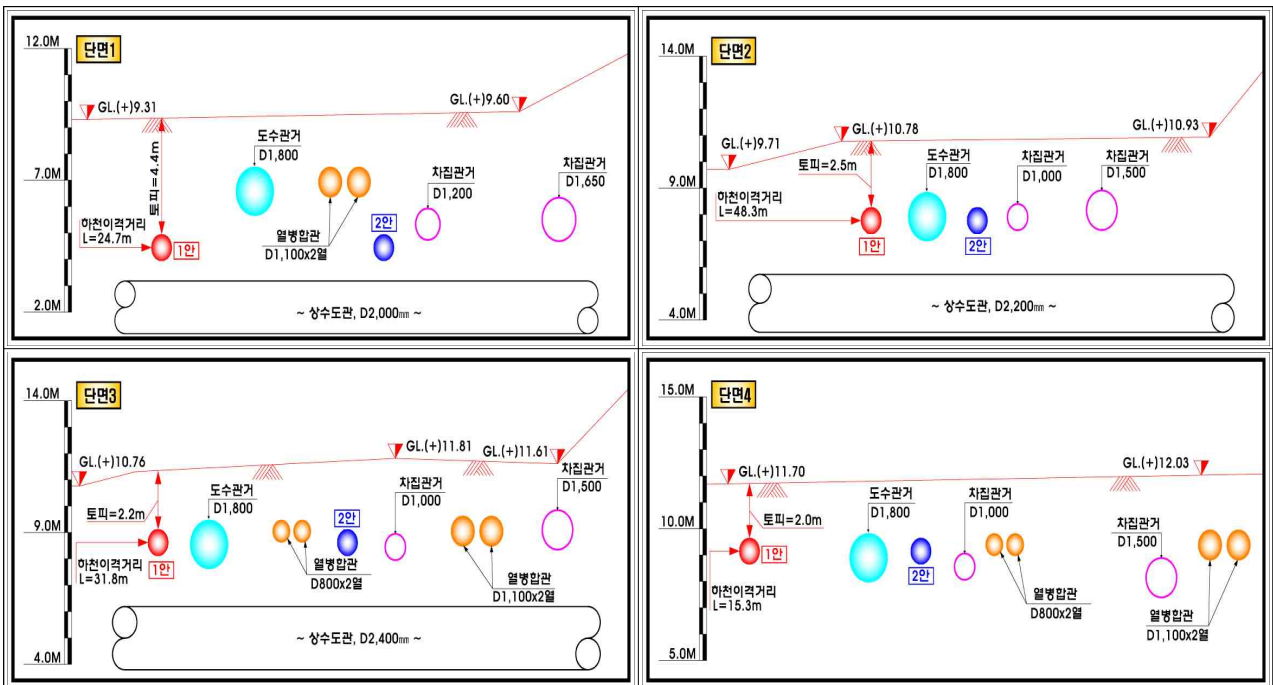 12.0M
단면1
GL.(+)9.31
GL.(+)9.60
도수관거
D1,800
7.0M
토피=4.4m
차집관거
D1,200
차집관거
D1,650
하천이격거리
L=24.7m
1안
열병합관
D1,100x2열
2안
2.0M
~ 상수도관, D2,000㎜ ~
14.0M
단면2
GL.(+)9.71
GL.(+)10.78
GL.(+)10.93
토피=2.5m
도수관거
D1,800
차집관거
D1,000
차집관거
D1,500
9.0M
하천이격거리
L=48.3m
1안
2안
4.0M
~ 상수도관, D2,200㎜ ~
14.0M
단면3
GL.(+)10.76
GL.(+)11.81
GL.(+)11.61
도수관거
D1,800
차집관거
D1,000
차집관거
D1,500
9.0M
토피=2.2m
2안
하천이격거리
L=31.8m
1안
열병합관
D800x2열
열병합관
D1,100x2열
4.0M
~ 상수도관, D2,400㎜ ~
15.0M
단면4
GL.(+)11.70
GL.(+)12.03
도수관거
D1,800
차집관거
D1,000
10.0M
토피=2.0m
차집관거
D1,500
1안
2안
하천이격거리
L=15.3m
열병합관
D800x2열
열병합관
D1,100x2열
5.0M